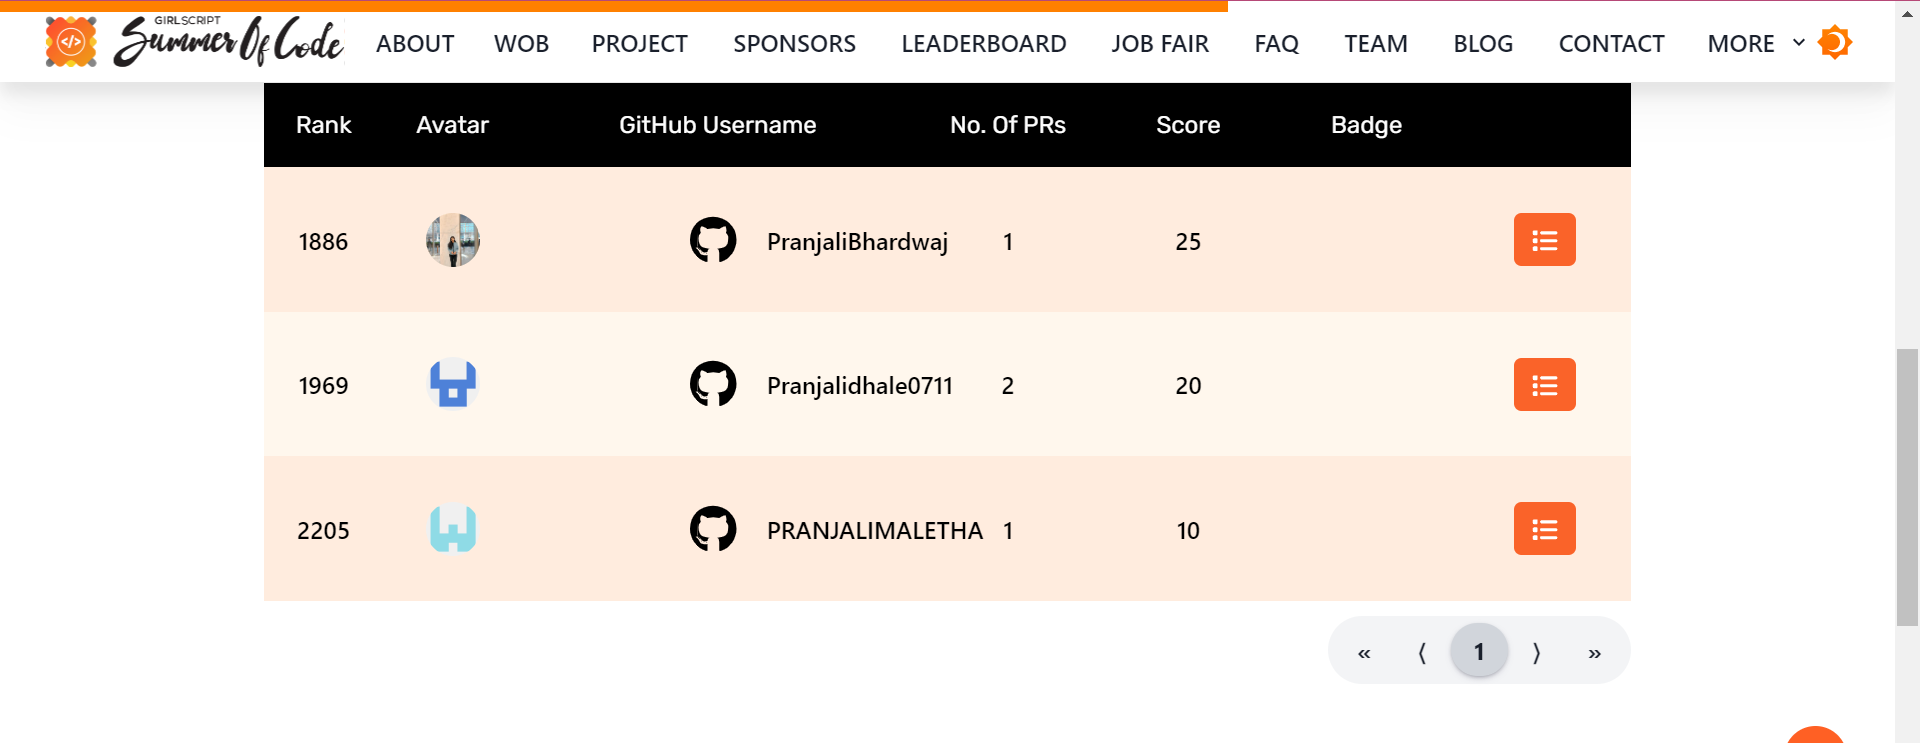 GIRLSCRIPT
Summer Of Code
ABOUT WOB PROJECT SPONSORS LEADERBOARD JOB FAIR FAQ TEAM BLOG CONTACT MORE
Rank Avatar GitHub Username No. Of PRs Score Badge
1886 PranjaliBhardwaj 1 25
1969 Pranjalidhale0711 2 20
2205 PRANJALIMALETHA 1 10
« ⟨ 1 ⟩ »